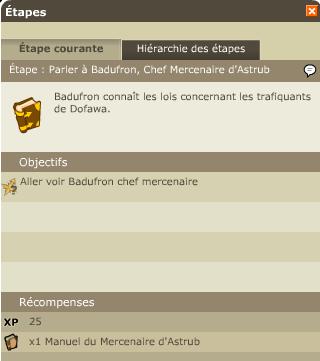 Étapes
Étape courante
Hiérarchie des étapes
Étape : Parler à Badufron, Chef Mercenaire d'Astrub
Badufron connaît les lois concernant les trafiquants
de Dofawa.
Objectifs
Aller voir Badufron chef mercenaire
Récompenses
XP 25
x1 Manuel du Mercenaire d'Astrub